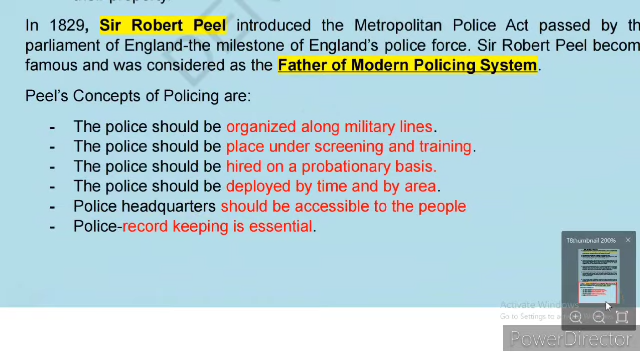 In 1829, Sir Robert Peel introduced the Metropolitan Police Act passed by th
parliament of England-the milestone of England's police force. Sir Robert Peel becom
famous and was considered as the Father of Modern Policing System.
Peel's Concepts of Policing are:
- The police should be organized along military lines.
- The police should be place under screening and training.
- The police should be hired on a probationary basis.
- The police should be deployed by time and by area.
- Police headquarters should be accessible to the people
- Police-record keeping is essential.
200%
Activate Windows
Go to Settings to
PowerDirector